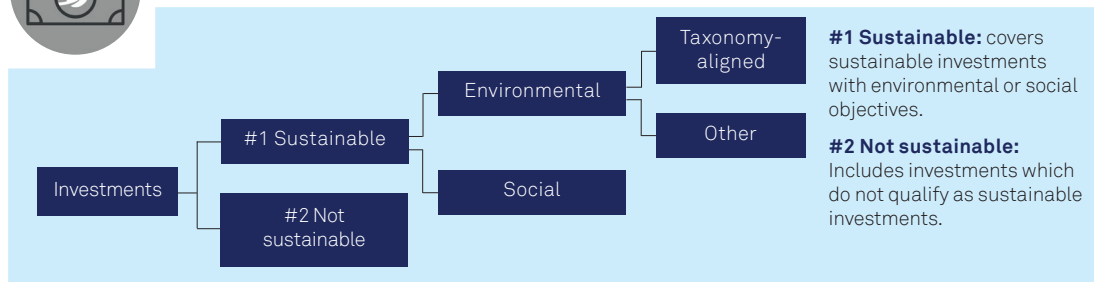 Investments
#1 Sustainable
#2 Not
sustainable
Environmental
Social
Taxonomy-
aligned
Other
#1 Sustainable: covers
sustainable investments
with environmental or social
objectives.
#2 Not sustainable:
Includes investments which
do not qualify as sustainable
investments.